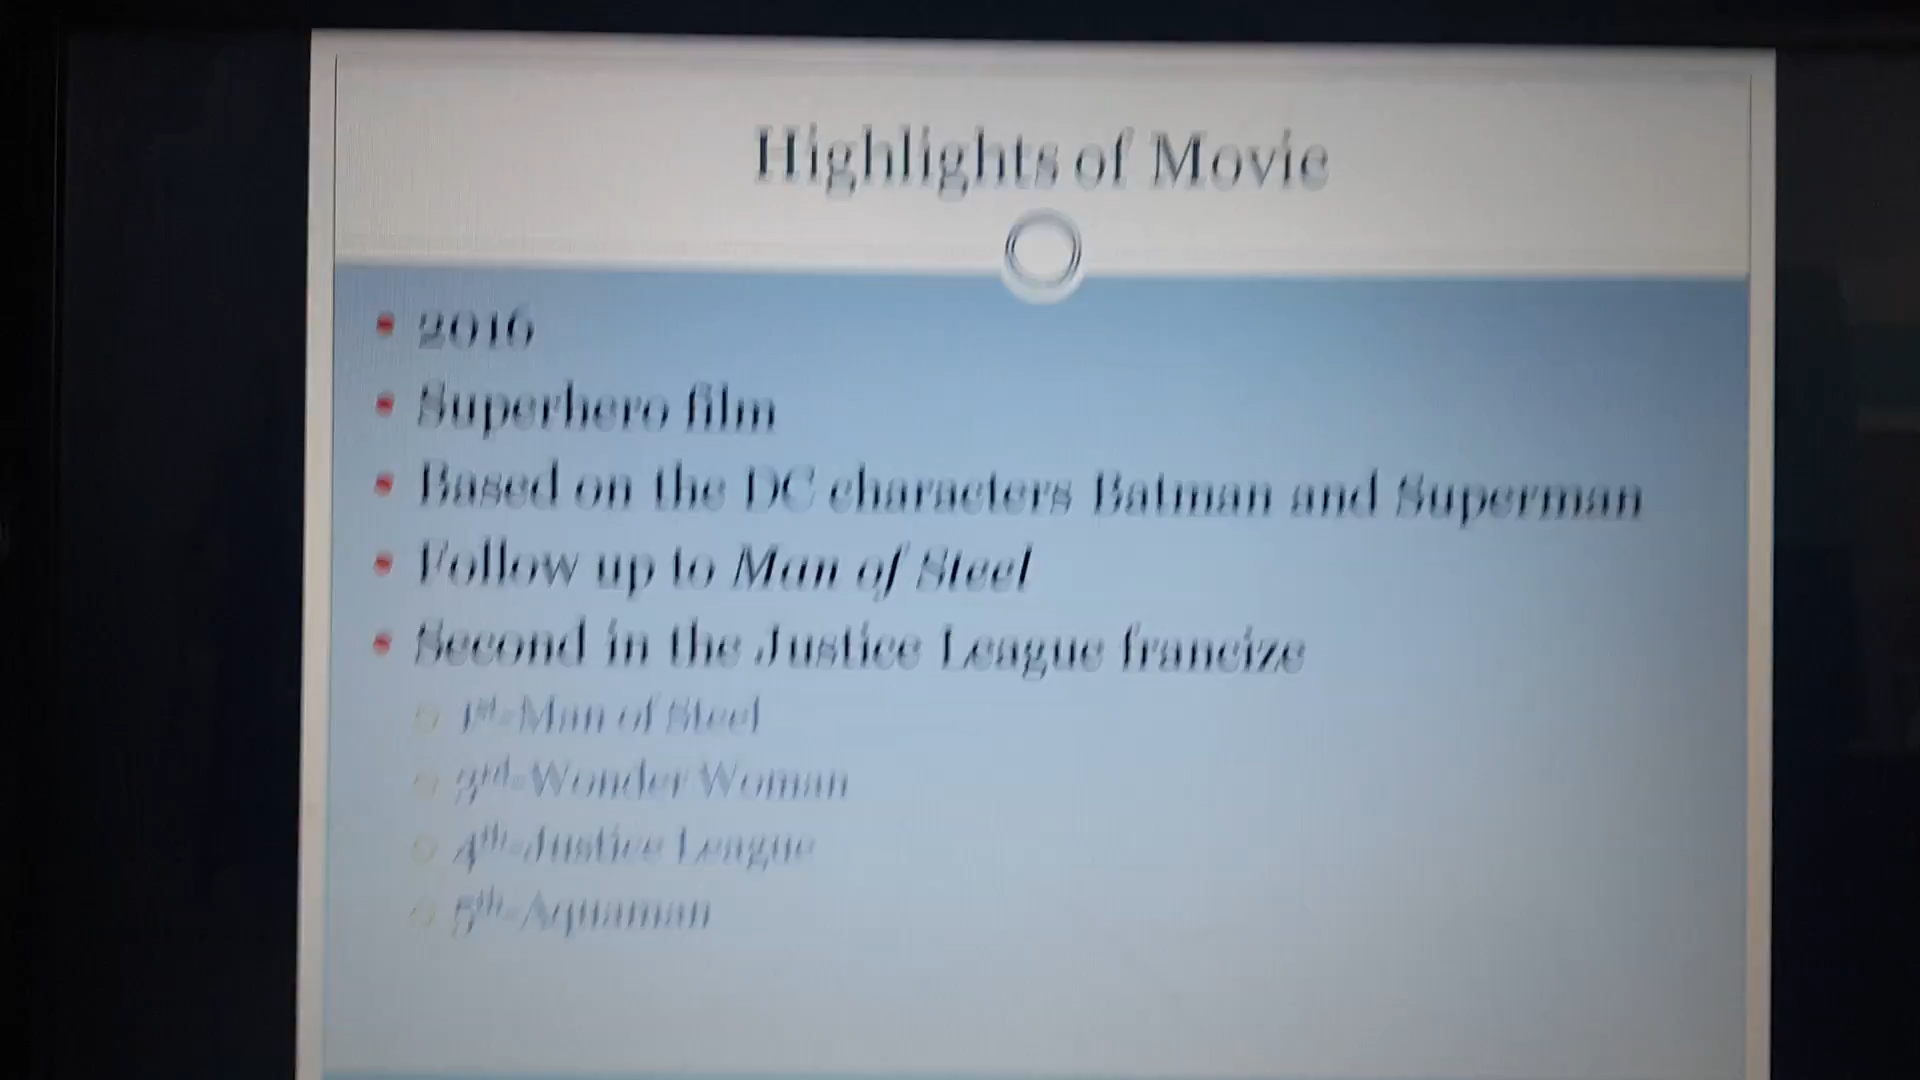 Highlights of Movie
2016
Superhero film
Based on the DC characters Batman and Superman
Follow up to Man of Steel
Second in the Justice League francize
1st-Man of Steel
3rd-Wonder Woman
4th-Justice League
5th-Aquaman